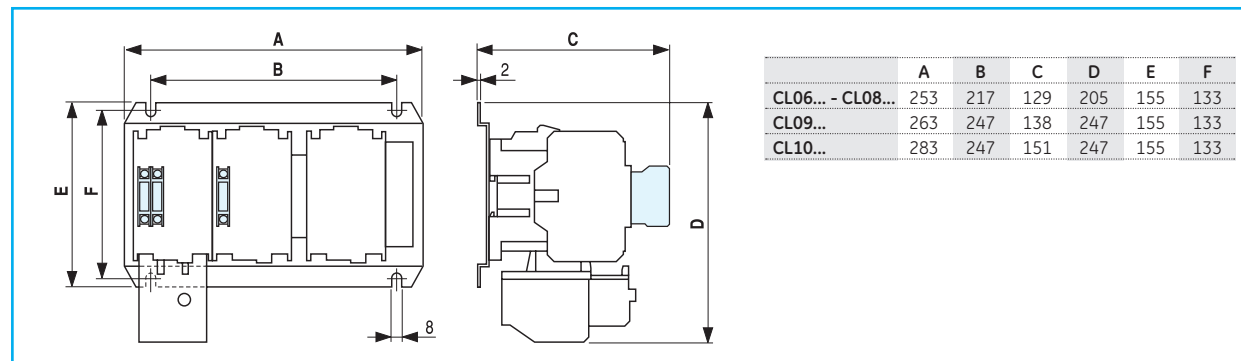 A
B
C
2
E
F
D
8
A B C D E F
CL06... - CL08... 253 217 129 205 155 133
CL09... 263 247 138 247 155 133
CL10... 283 247 151 247 155 133